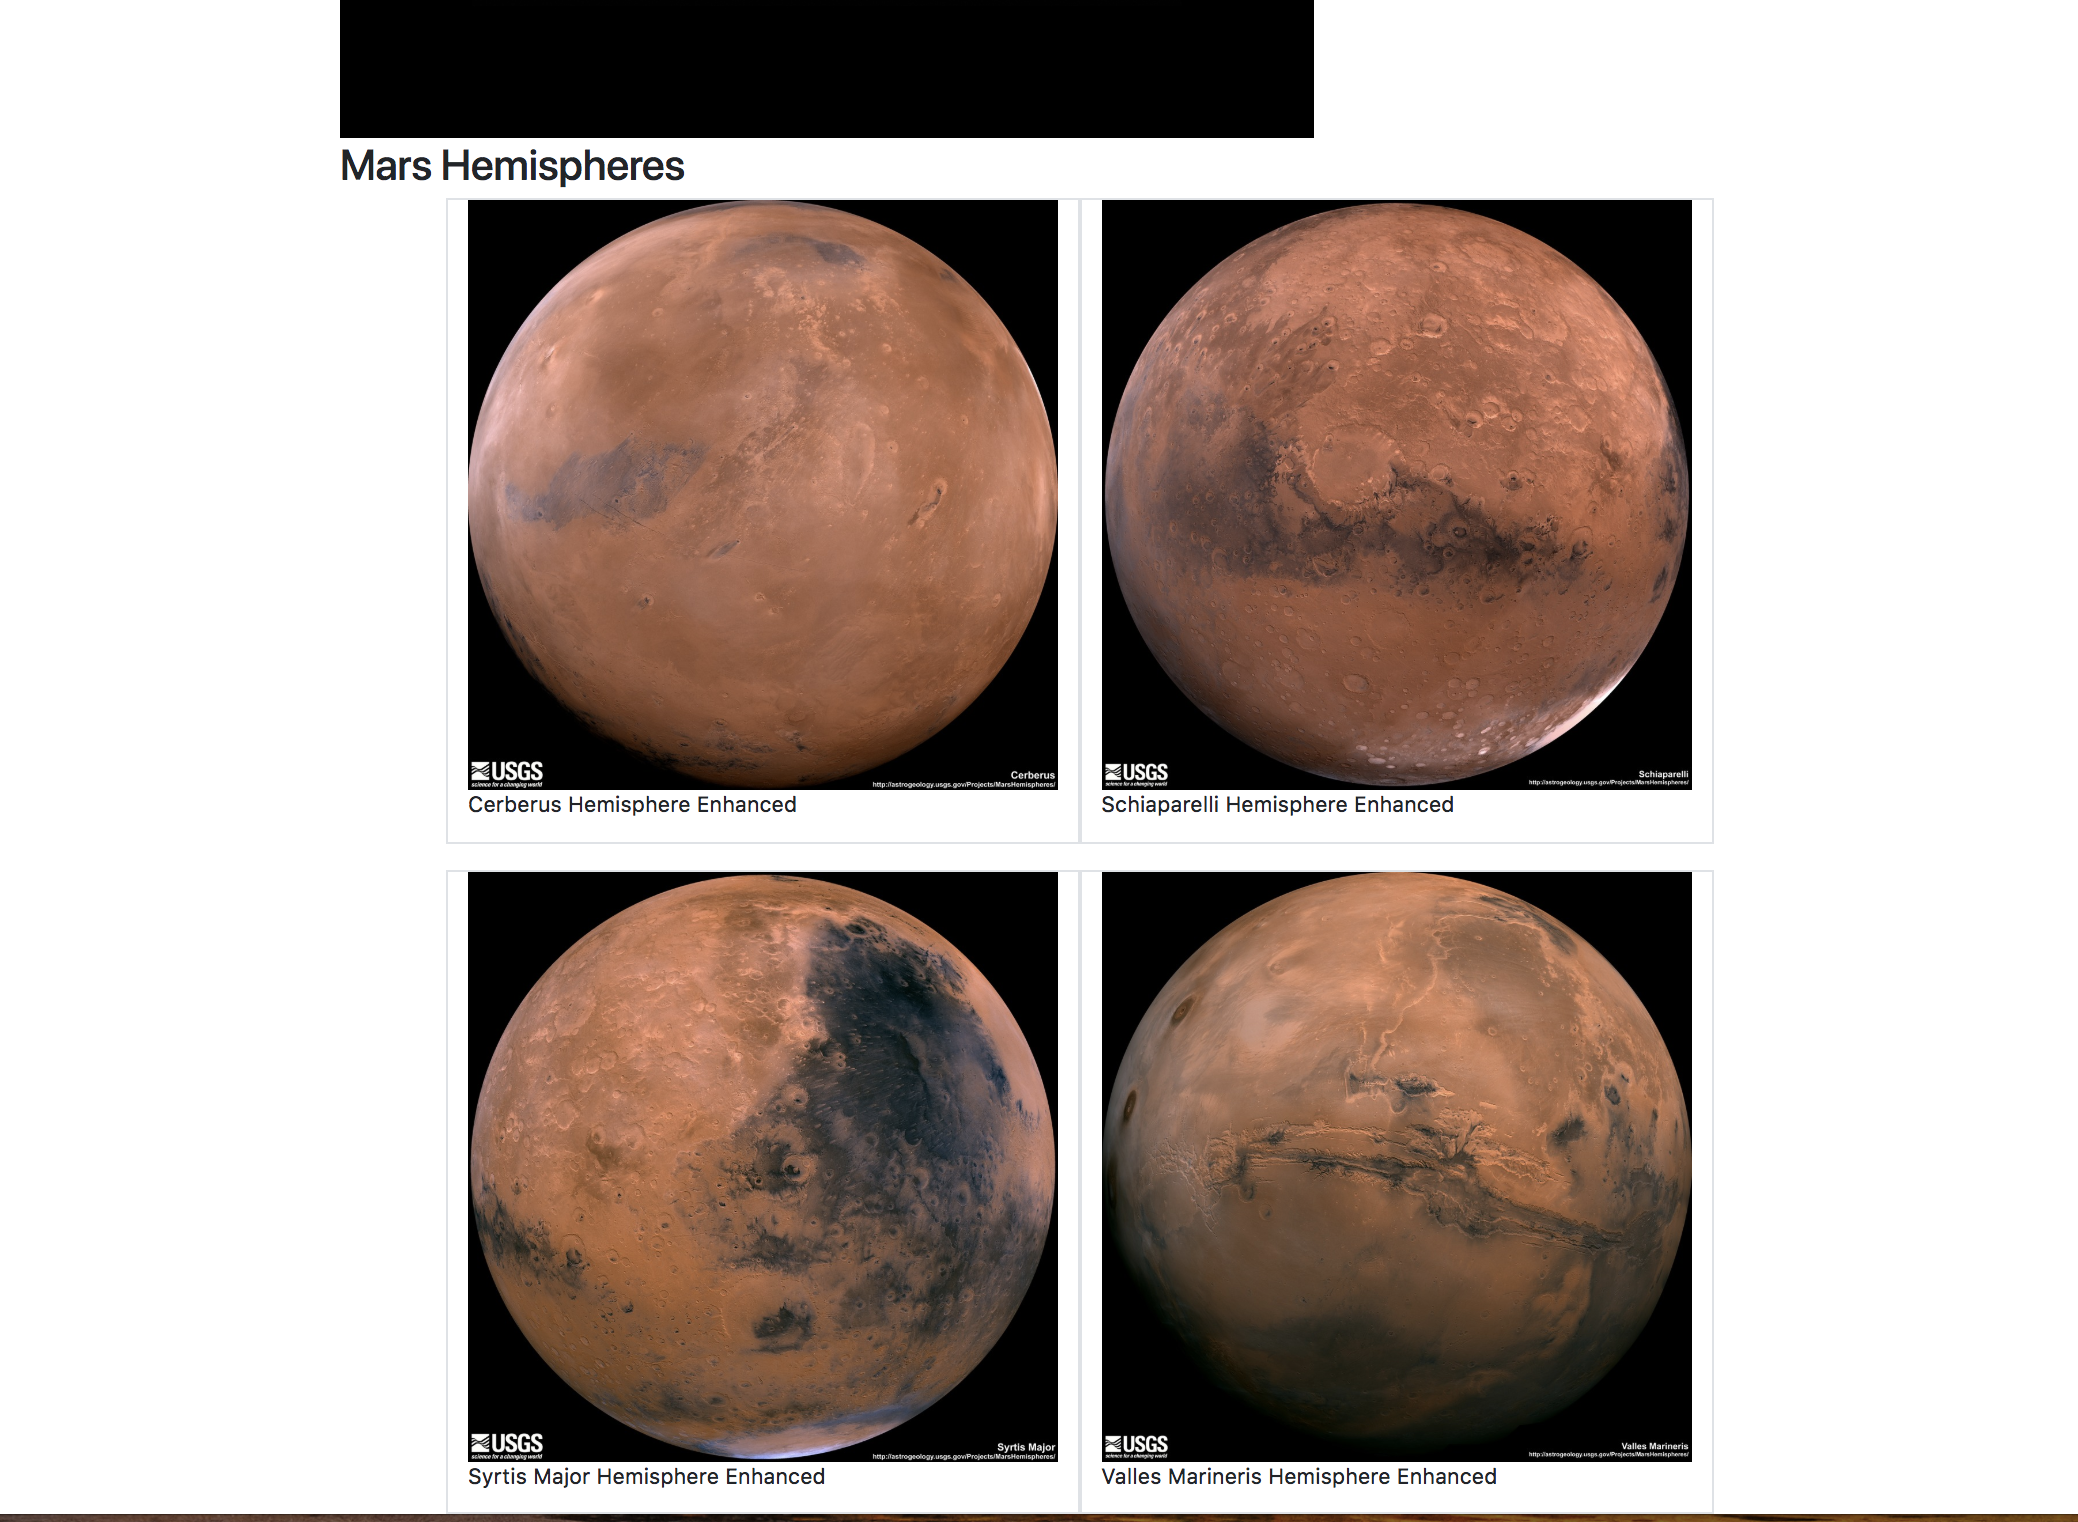 Mars Hemispheres
USGS
science for a changing world
Cerberus
http://astrogeology.usgs.gov/Projects/MarsHemispheres/
Cerberus Hemisphere Enhanced
USGS
science for a changing world
Schiaparelli
http://astrogeology.usgs.gov/Projects/MarsHemispheres/
Schiaparelli Hemisphere Enhanced
USGS
science for a changing world
Syrtis Major
http://astrogeology.usgs.gov/Projects/MarsHemispheres/
Syrtis Major Hemisphere Enhanced
USGS
science for a changing world
Valles Marineris
http://astrogeology.usgs.gov/Projects/MarsHemispheres/
Valles Marineris Hemisphere Enhanced